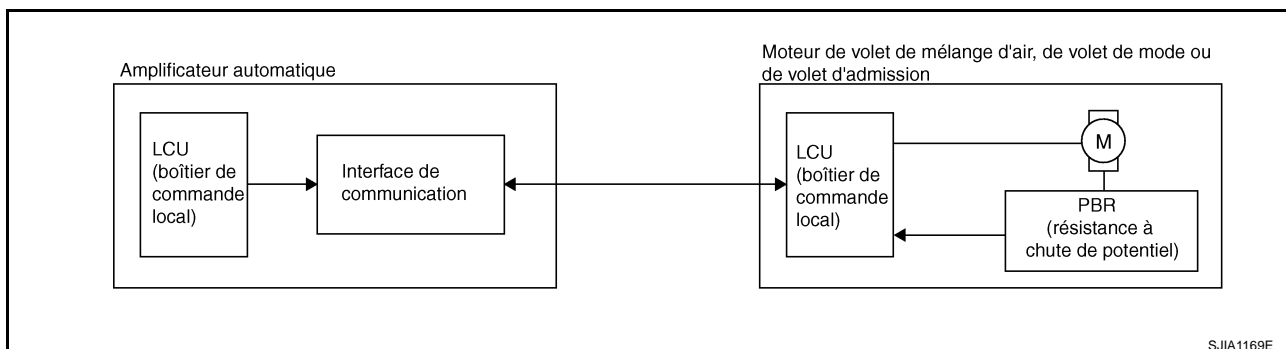 Amplificateur automatique
LCU
(boîtier de
commande
local)
Interface de
communication
Moteur de volet de mélange d'air, de volet de mode ou
de volet d'admission
LCU
(boîtier de
commande
local)
M
PBR
(résistance à
chute de potentiel)
SJIA1169E